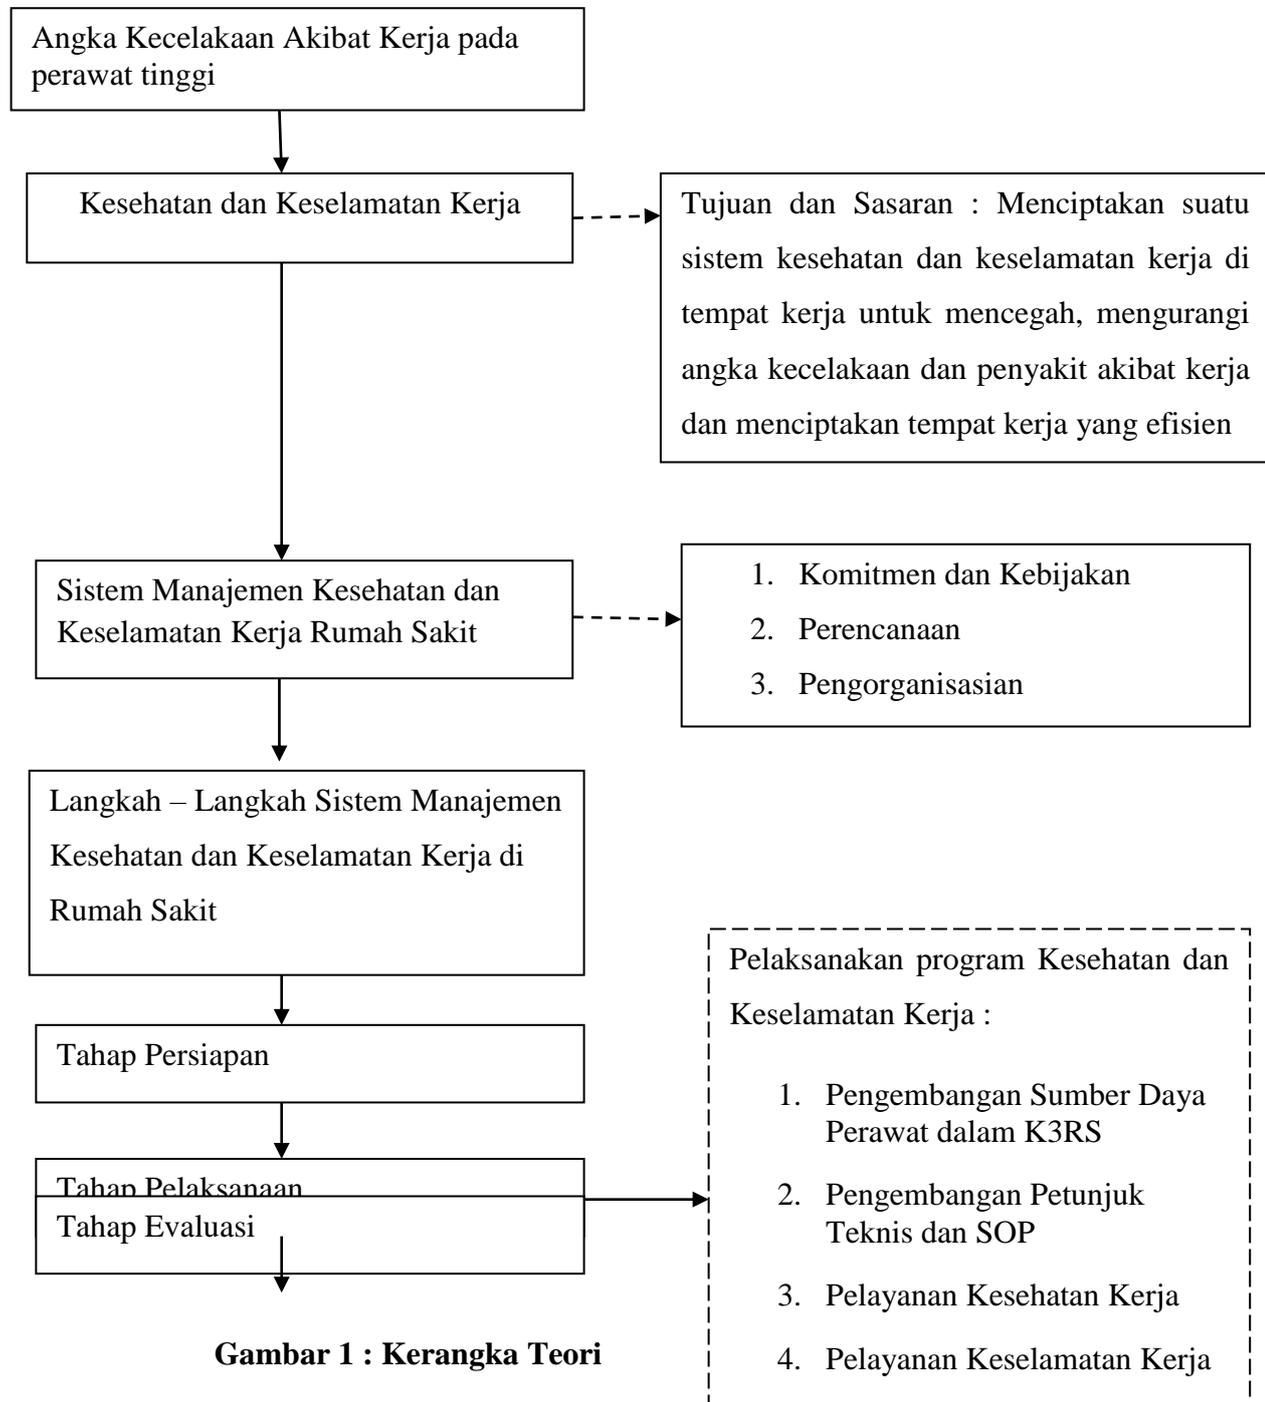 Angka Kecelakaan Akibat Kerja pada
perawat tinggi
Kesehatan dan Keselamatan Kerja
Tujuan dan Sasaran : Menciptakan suatu
sistem kesehatan dan keselamatan kerja di
tempat kerja untuk mencegah, mengurangi
angka kecelakaan dan penyakit akibat kerja
dan menciptakan tempat kerja yang efisien
Sistem Manajemen Kesehatan dan
Keselamatan Kerja Rumah Sakit
1. Komitmen dan Kebijakan
2. Perencanaan
3. Pengorganisasian
Langkah – Langkah Sistem Manajemen
Kesehatan dan Keselamatan Kerja di
Rumah Sakit
Tahap Persiapan
Tahap Pelaksanaan
Tahap Evaluasi
Pelaksanakan program Kesehatan dan
Keselamatan Kerja :
1. Pengembangan Sumber Daya
Perawat dalam K3RS
2. Pengembangan Petunjuk
Teknis dan SOP
3. Pelayanan Kesehatan Kerja
4. Pelayanan Keselamatan Kerja
Gambar 1 : Kerangka Teori